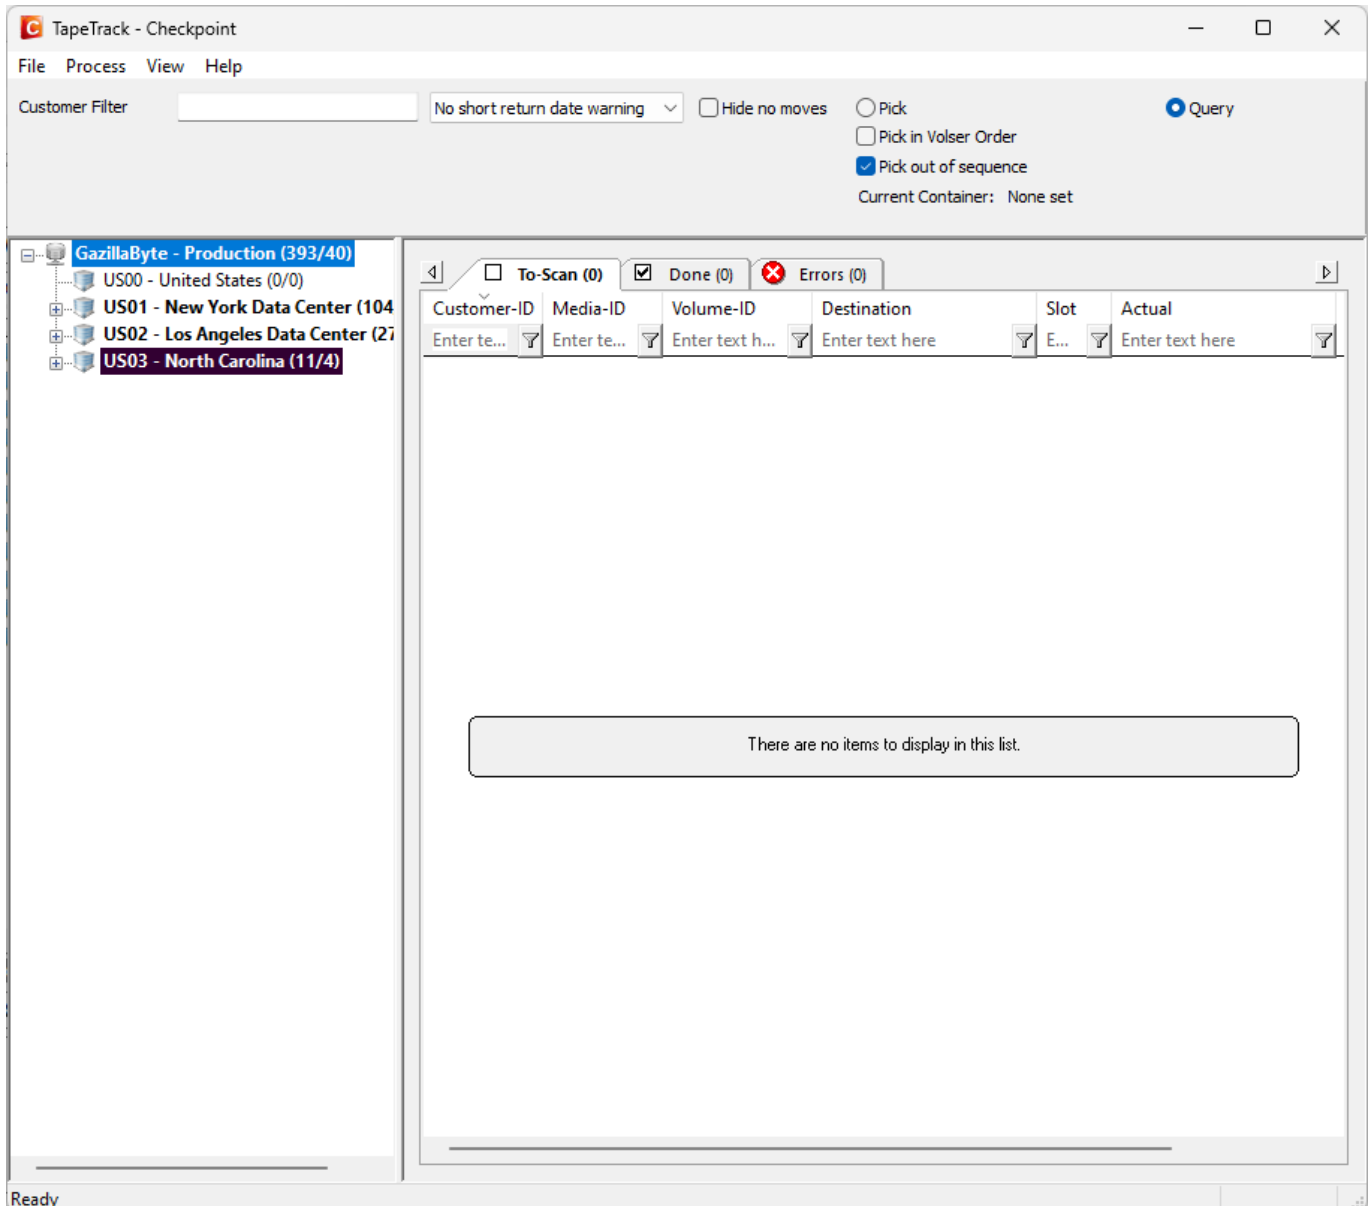 TapeTrack - Checkpoint
File Process View Help
Customer Filter No short return date warning Hide no moves Pick Query
Pick in Volser Order
Pick out of sequence
Current Container: None set
GazillaByte - Production (393/40)
US00 - United States (0/0)
US01 - New York Data Center (104
US02 - Los Angeles Data Center (27
US03 - North Carolina (11/4)
To-Scan (0) Done (0) Errors (0)
Customer-ID Media-ID Volume-ID Destination Slot Actual
Enter te... Enter te... Enter text h... Enter text here E... Enter text here
There are no items to display in this list.
Ready